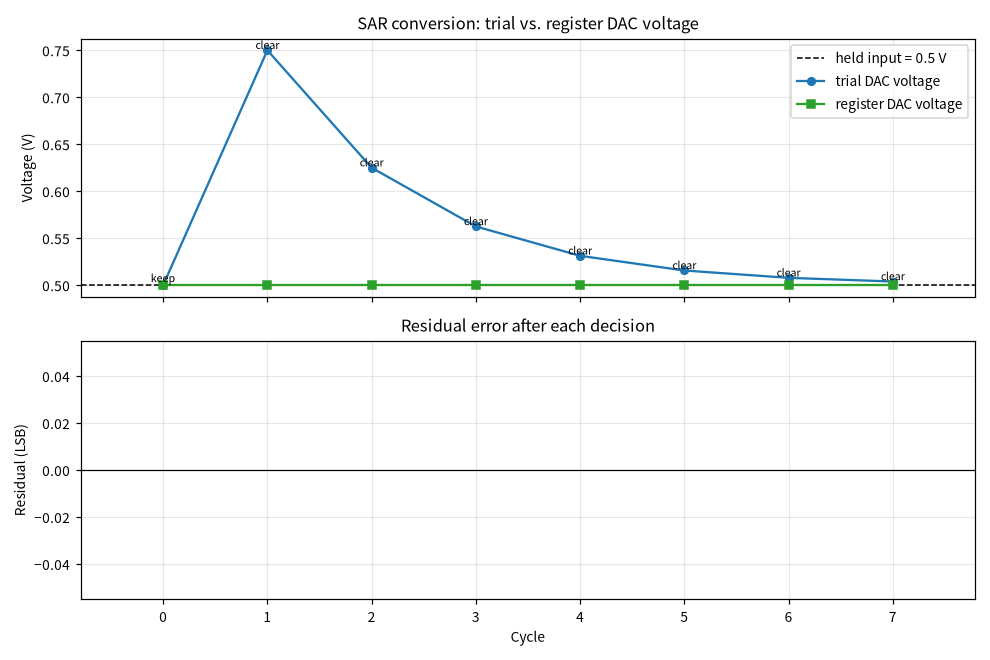 SAR conversion: trial vs. register DAC voltage
held input = 0.5 V
trial DAC voltage
register DAC voltage
Voltage (V)
0.75
0.70
0.65
0.60
0.55
0.50
keep
clear
clear
clear
clear
clear
clear
clear
Residual error after each decision
Residual (LSB)
0.04
0.02
0.00
−0.02
−0.04
0 1 2 3 4 5 6 7
Cycle